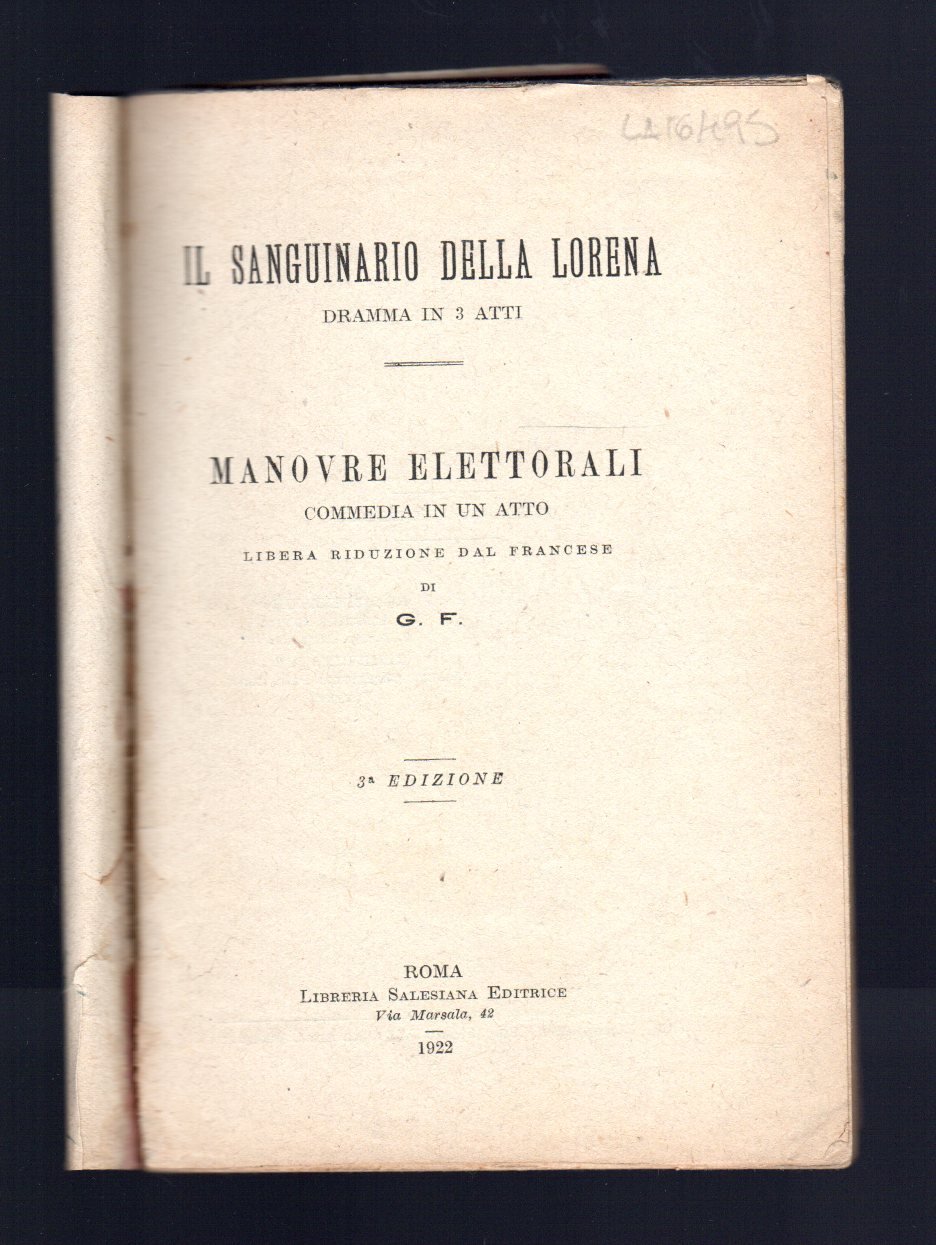 IL SANGUINARIO DELLA LORENA
DRAMMA IN 3 ATTI
MANOVRE ELETTORALI
COMMEDIA IN UN ATTO
LIBERA RIDUZIONE DAL FRANCESE
DI
G. F.
3ª EDIZIONE
ROMA
LIBRERIA SALESIANA EDITRICE
Via Marsala, 42
1922